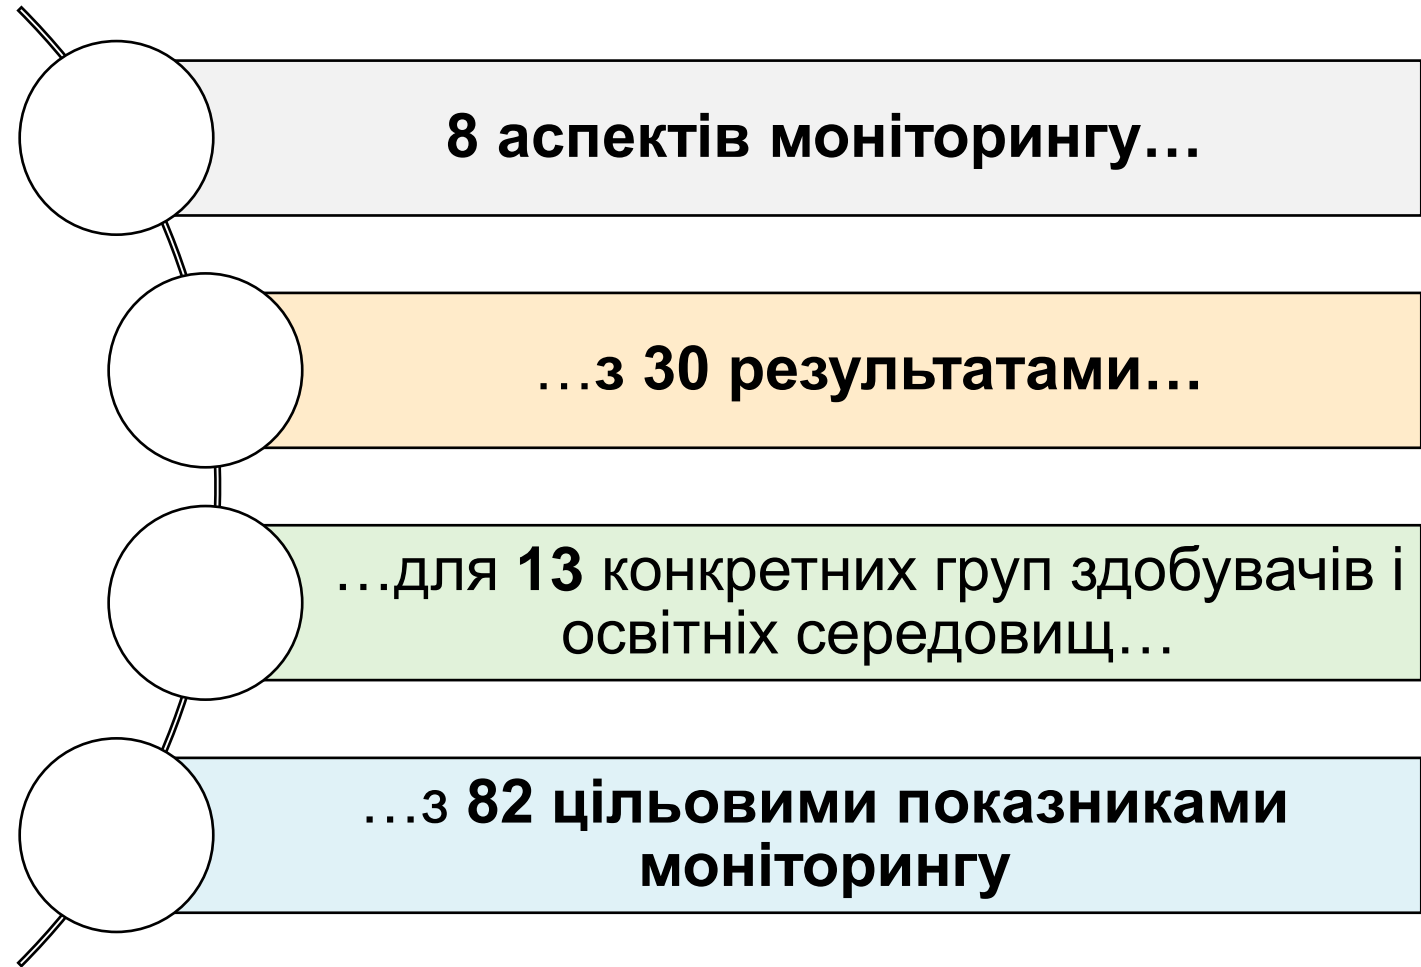 8 аспектів моніторингу…
…з 30 результатами…
…для 13 конкретних груп здобувачів і
освітніх середовищ…
…з 82 цільовими показниками
моніторингу